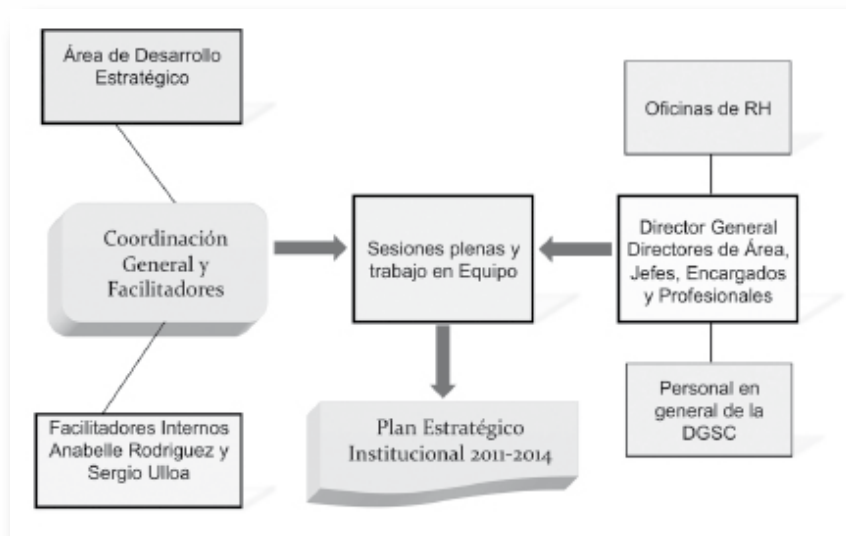 Área de Desarrollo
Estratégico
Oficinas de RH
Coordinación
General y
Facilitadores
Sesiones plenas y
trabajo en Equipo
Director General
Directores de Área,
Jefes, Encargados
y Profesionales
Facilitadores Internos
Anabelle Rodriguez y
Sergio Ulloa
Plan Estratégico
Institucional 2011-2014
Personal en
general de la
DGSC